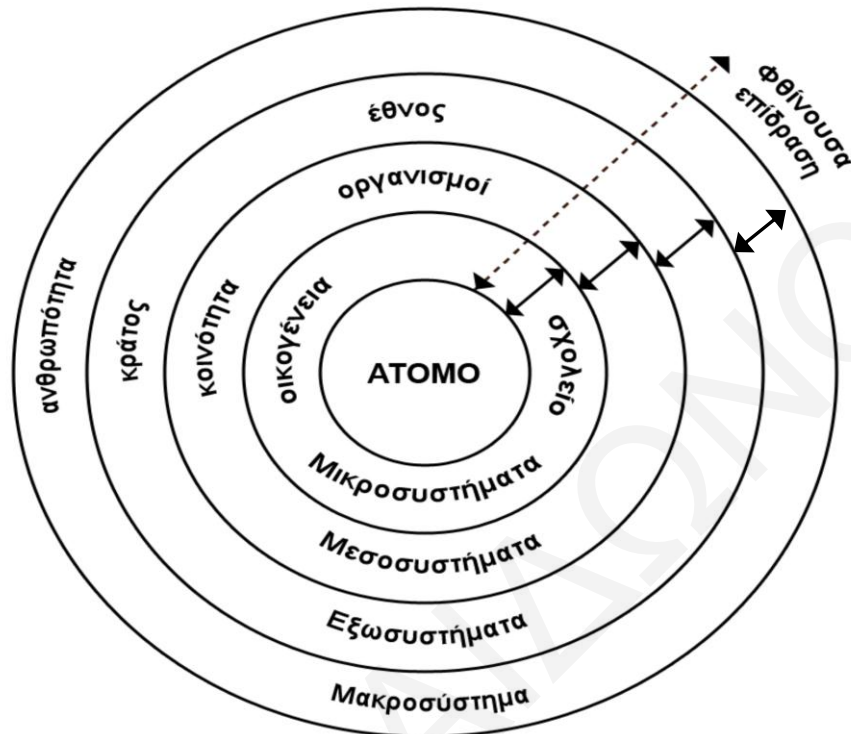 Φθίνουσα
επίδραση
έθνος
οργανισμοί
ανθρωπότητα
κράτος
κοινότητα
οικογένεια
ΑΤΟΜΟ
σχολείο
Μικροσυστήματα
Μεσοσυστήματα
Εξωσυστήματα
Μακροσύστημα